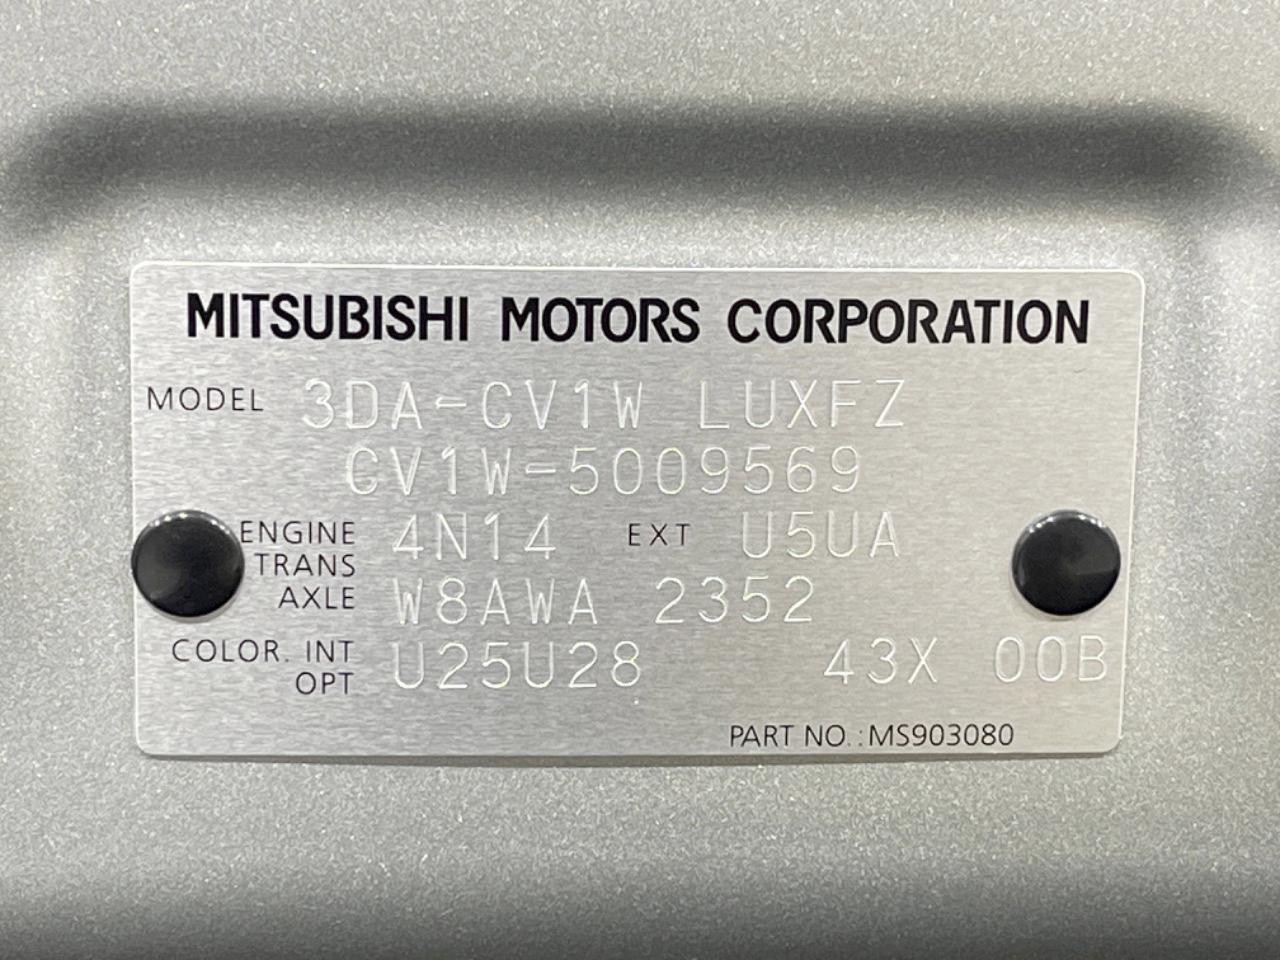 MITSUBISHI MOTORS CORPORATION
MODEL 3DA-CV1W LUXFZ
CV1W-5009569
ENGINE 4N14 EXT U5UA
TRANS
AXLE W8AWA 2352
COLOR. INT U25U28 43X 00B
OPT
PART NO.:MS903080